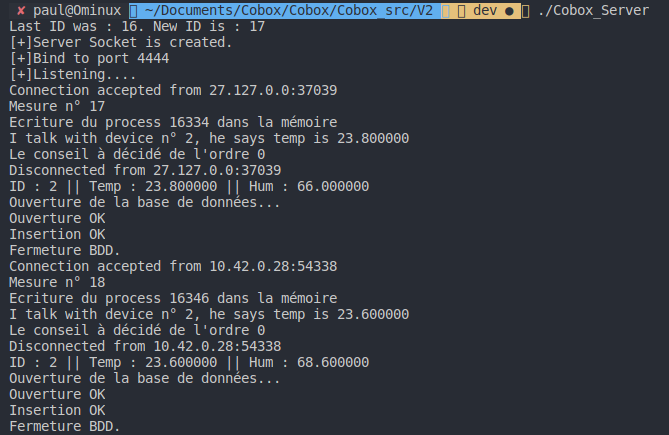 ✘ paul@Ominux ~/Documents/Cobox/Cobox/Cobox_src/V2 dev ● ./Cobox_Server
Last ID was : 16. New ID is : 17
[+]Server Socket is created.
[+]Bind to port 4444
[+]Listening....
Connection accepted from 27.127.0.0:37039
Mesure n° 17
Ecriture du process 16334 dans la mémoire
I talk with device n° 2, he says temp is 23.800000
Le conseil à décidé de l'ordre 0
Disconnected from 27.127.0.0:37039
ID : 2 || Temp : 23.800000 || Hum : 66.000000
Ouverture de la base de données...
Ouverture OK
Insertion OK
Fermeture BDD.
Connection accepted from 10.42.0.28:54338
Mesure n° 18
Ecriture du process 16346 dans la mémoire
I talk with device n° 2, he says temp is 23.600000
Le conseil à décidé de l'ordre 0
Disconnected from 10.42.0.28:54338
ID : 2 || Temp : 23.600000 || Hum : 68.600000
Ouverture de la base de données...
Ouverture OK
Insertion OK
Fermeture BDD.